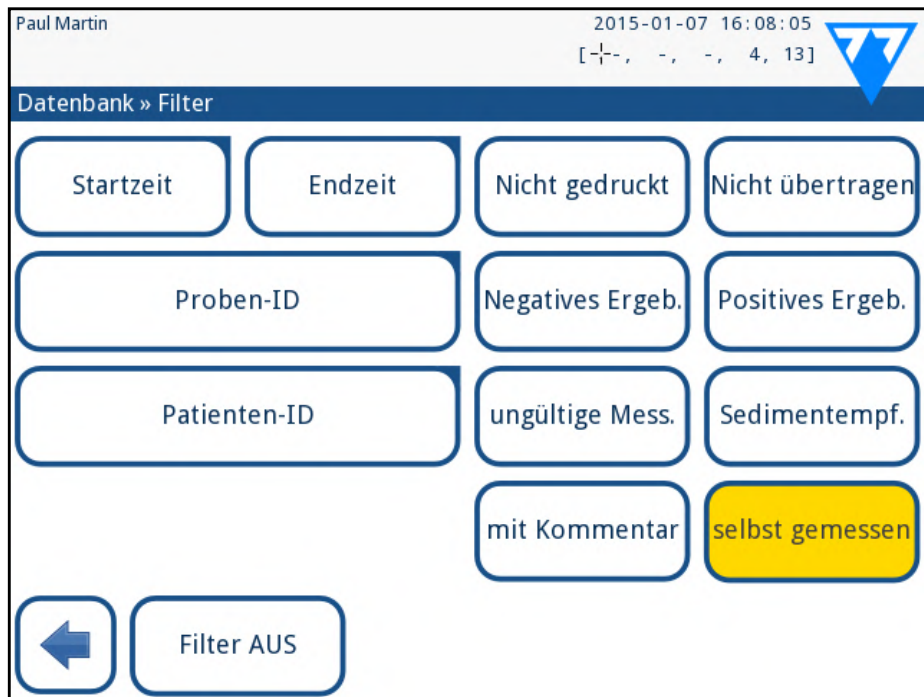 Paul Martin
2015-01-07 16:08:05
[-¦--, -, -, 4, 13]
Datenbank » Filter
Startzeit Endzeit Nicht gedruckt Nicht übertragen
Proben-ID Negatives Ergeb. Positives Ergeb.
Patienten-ID ungültige Mess. Sedimentempf.
mit Kommentar selbst gemessen
Filter AUS